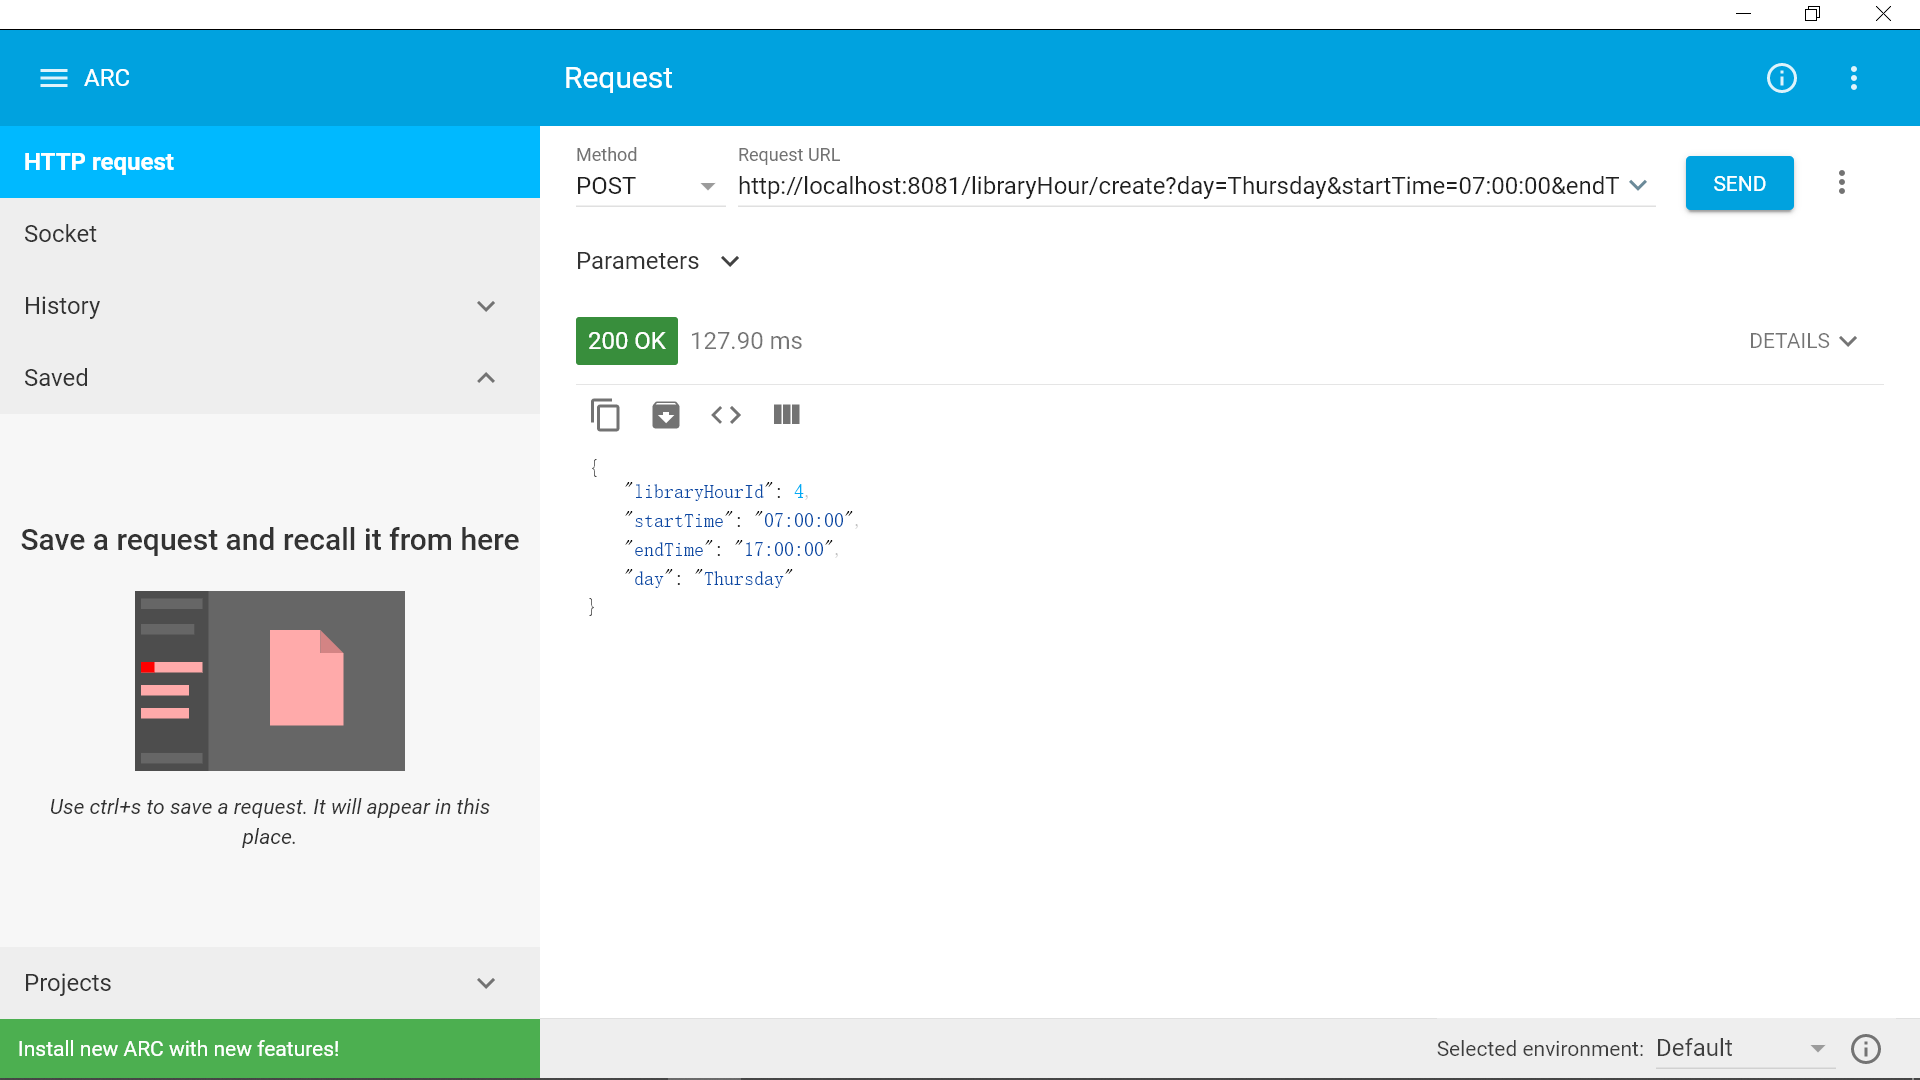 ARC
Request
HTTP request
Socket
History
Saved
Save a request and recall it from here
Use ctrl+s to save a request. It will appear in this
place.
Projects
Install new ARC with new features!
Method
POST
Request URL
http://localhost:8081/libraryHour/create?day=Thursday&startTime=07:00:00&endT
SEND
Parameters
200 OK
127.90 ms
DETAILS
{
"libraryHourId": 4,
"startTime": "07:00:00",
"endTime": "17:00:00",
"day": "Thursday"
}
Selected environment:
Default